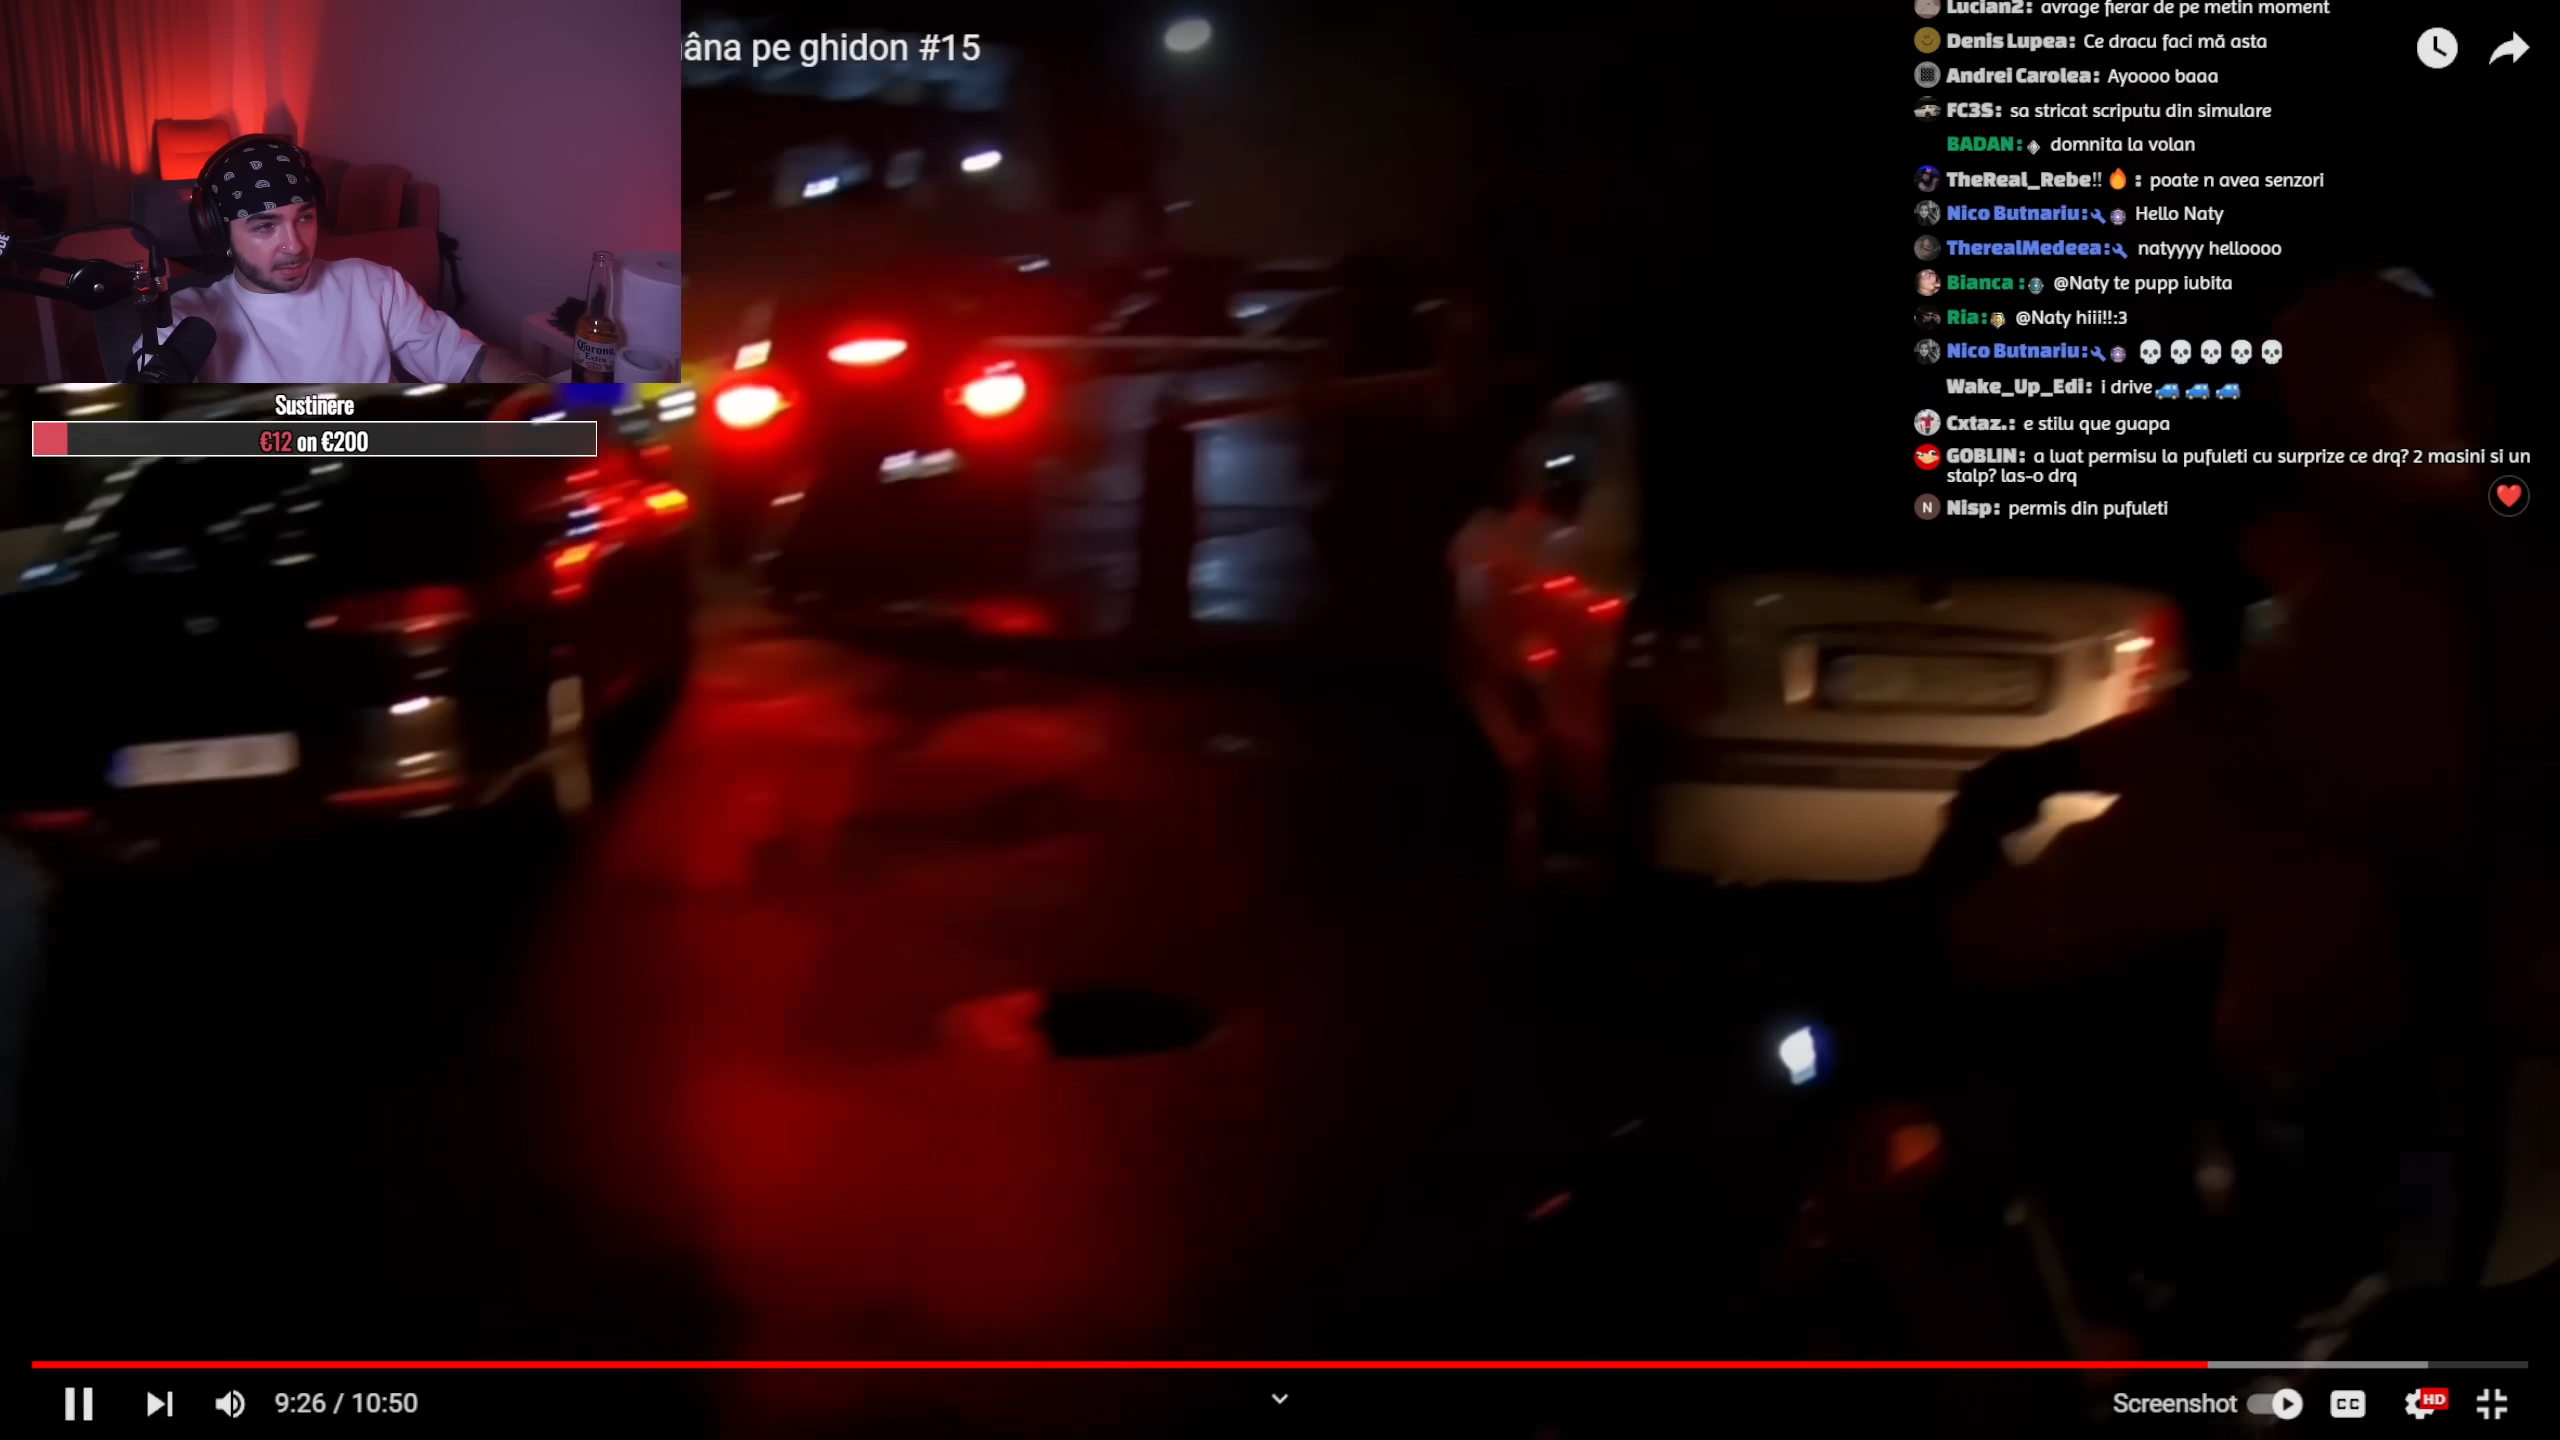 âna pe ghidon #15
Sustinere
€12 on €200
Corona
Extra
Lucian2: avrage fierar de pe metin moment
Denis Lupea: Ce dracu faci mă asta
Andrei Carolea: Ayoooo baaa
FC3S: sa stricat scriputu din simulare
BADAN: domnita la volan
TheReal_Rebe‼🔥: poate n avea senzori
Nico Butnariu: Hello Naty
TherealMedeea: natyyyy helloooo
Bianca: @Naty te pupp iubita
Ria: @Naty hiii!!:3
Nico Butnariu: 💀💀💀💀💀
Wake_Up_Edi: i drive🚙🚙🚙
Cxtaz.: e stilu que guapa
GOBLIN: a luat permisu la pufuleti cu surprize ce drq? 2 masini si un
stalp? las-o drq
N Nisp: permis din pufuleti
9:26 / 10:50
Screenshot
CC
HD